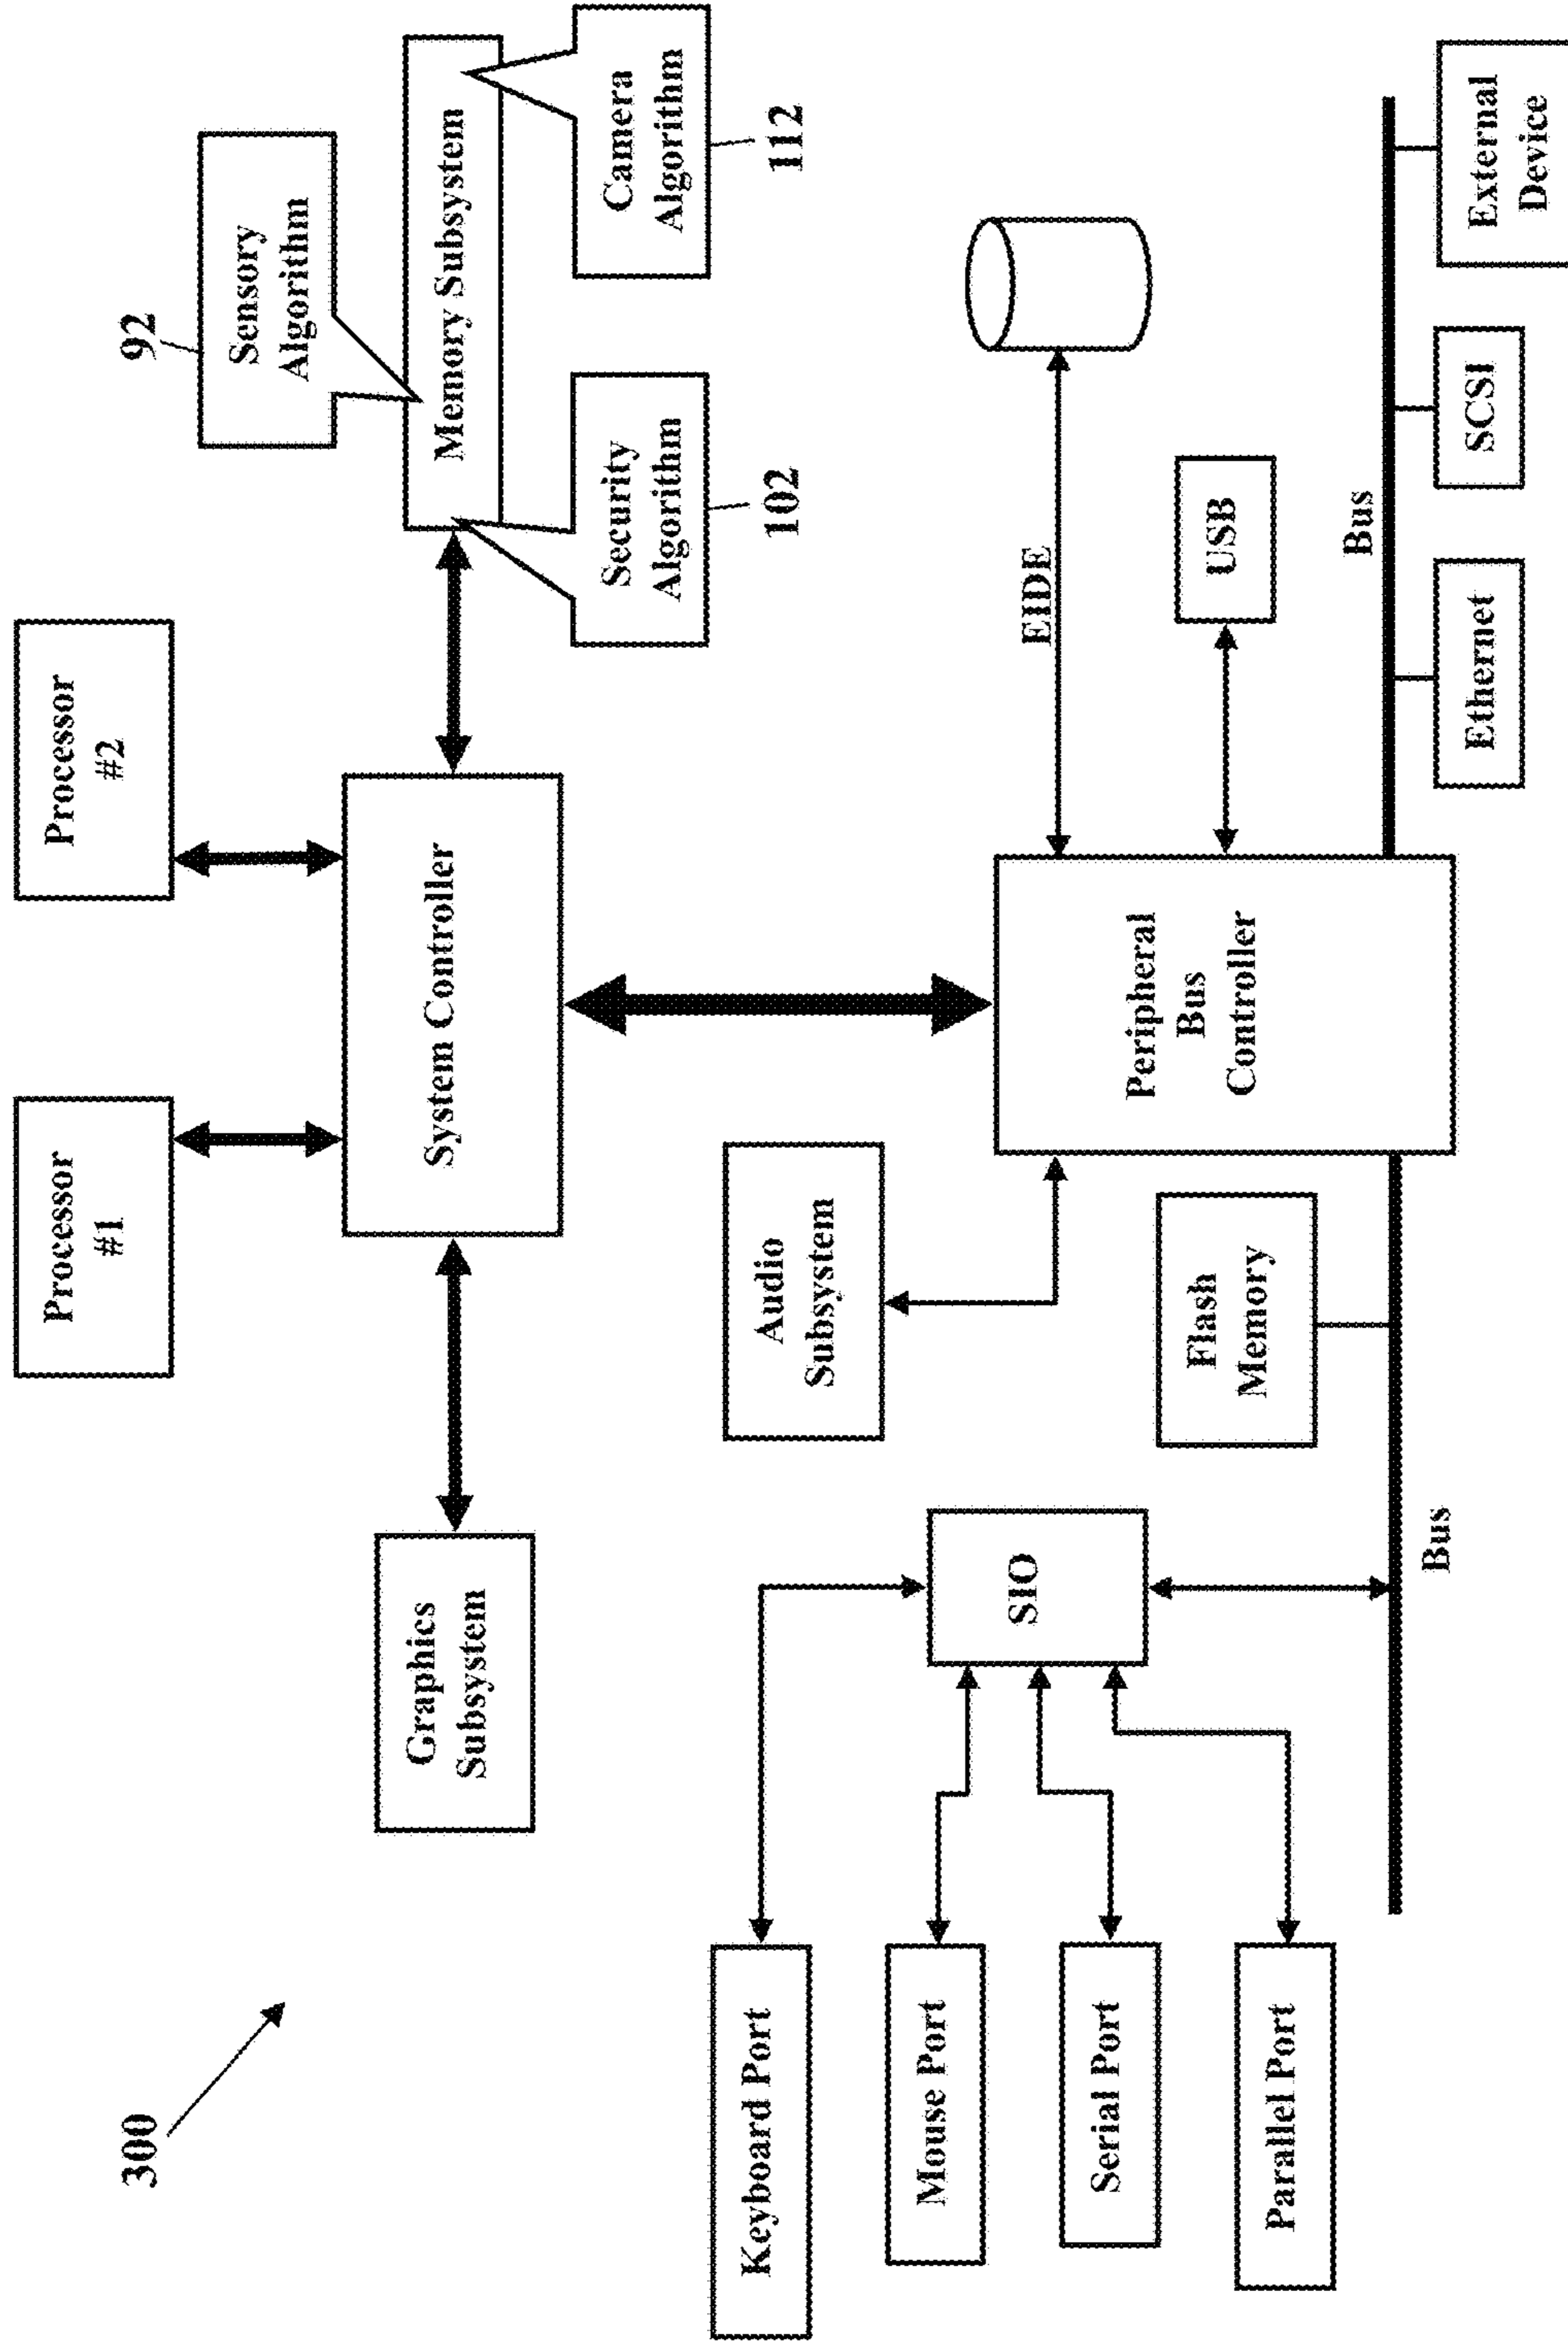 300
Processor
#1
Processor
#2
92
Sensory
Algorithm
Graphics
Subsystem
System Controller
Memory Subsystem
Security
Algorithm
102
Camera
Algorithm
112
Keyboard Port
Mouse Port
Serial Port
Parallel Port
SIO
Audio
Subsystem
Flash
Memory
Peripheral
Bus
Controller
EIDE
USB
Bus
Bus
Ethernet
SCSI
External
Device